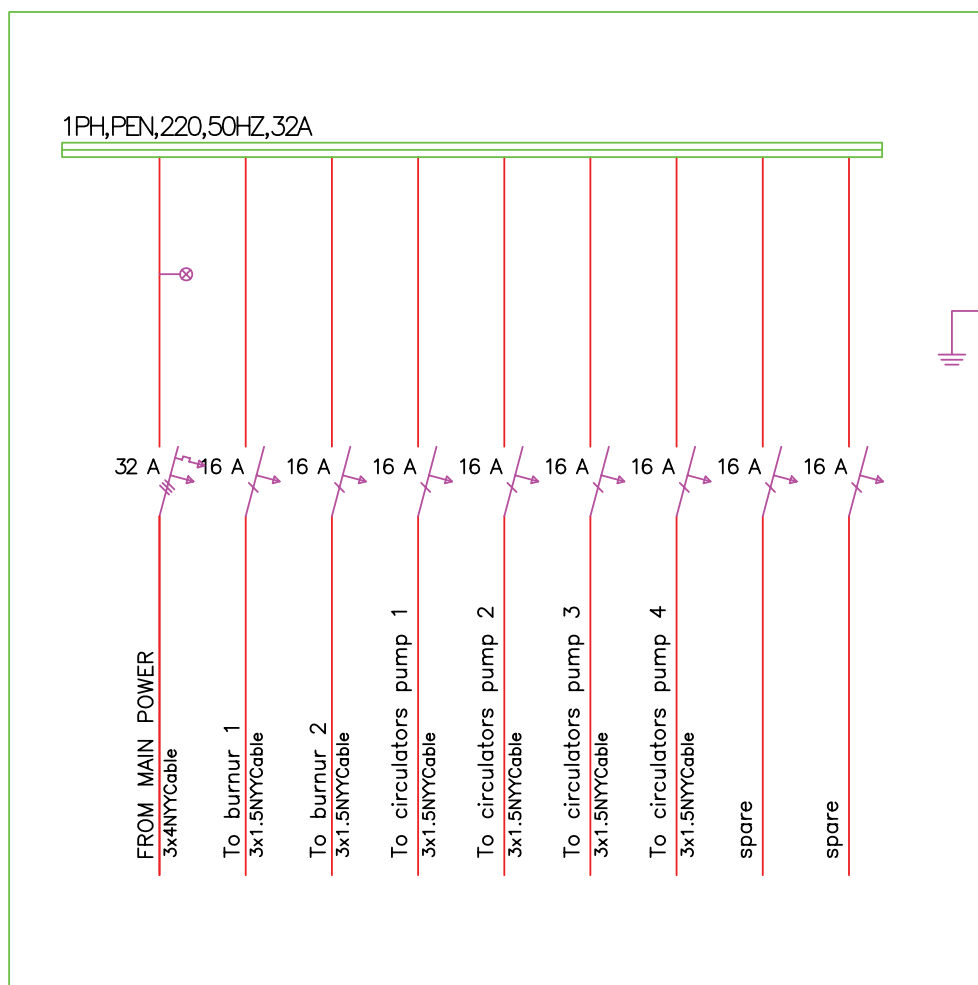 1PH,PEN,220,50HZ,32A
32 A
16 A
16 A
16 A
16 A
16 A
16 A
16 A
16 A
FROM MAIN POWER
3x4NYYCable
To burnur 1
3x1.5NYYCable
To burnur 2
3x1.5NYYCable
To circulators pump 1
3x1.5NYYCable
To circulators pump 2
3x1.5NYYCable
To circulators pump 3
3x1.5NYYCable
To circulators pump 4
3x1.5NYYCable
spare
spare